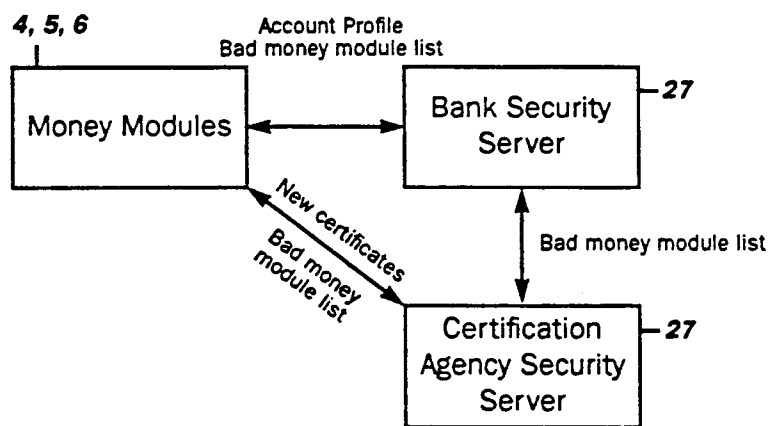 4, 5, 6
Account Profile
Bad money module list
Money Modules
Bank Security
Server
27
New certificates
Bad money
module list
Bad money module list
Certification
Agency Security
Server
27